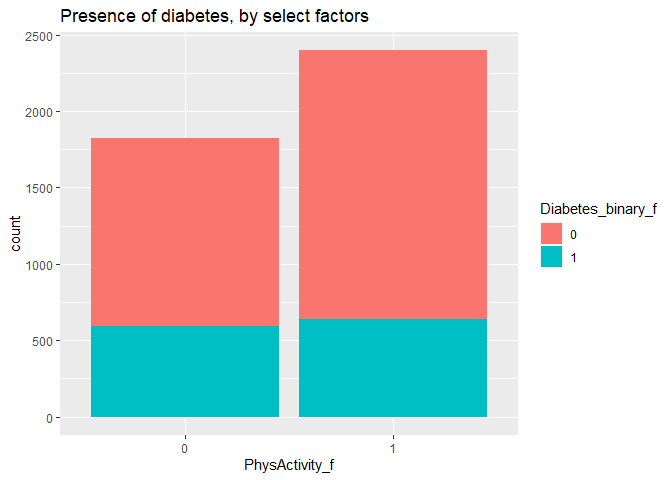 Presence of diabetes, by select factors
2500
2000
1500
1000
500
0
count
0 1
PhysActivity_f
Diabetes_binary_f
0
1